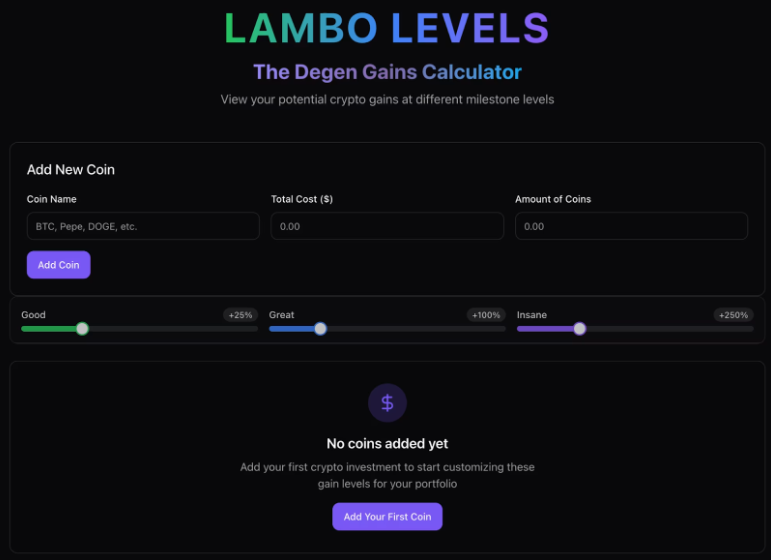 LAMBO LEVELS
The Degen Gains Calculator
View your potential crypto gains at different milestone levels
Add New Coin
Coin Name
Total Cost ($)
Amount of Coins
BTC, Pepe, DOGE, etc.
0.00
0.00
Add Coin
Good
+25%
Great
+100%
Insane
+250%
$
No coins added yet
Add your first crypto investment to start customizing these
gain levels for your portfolio
Add Your First Coin